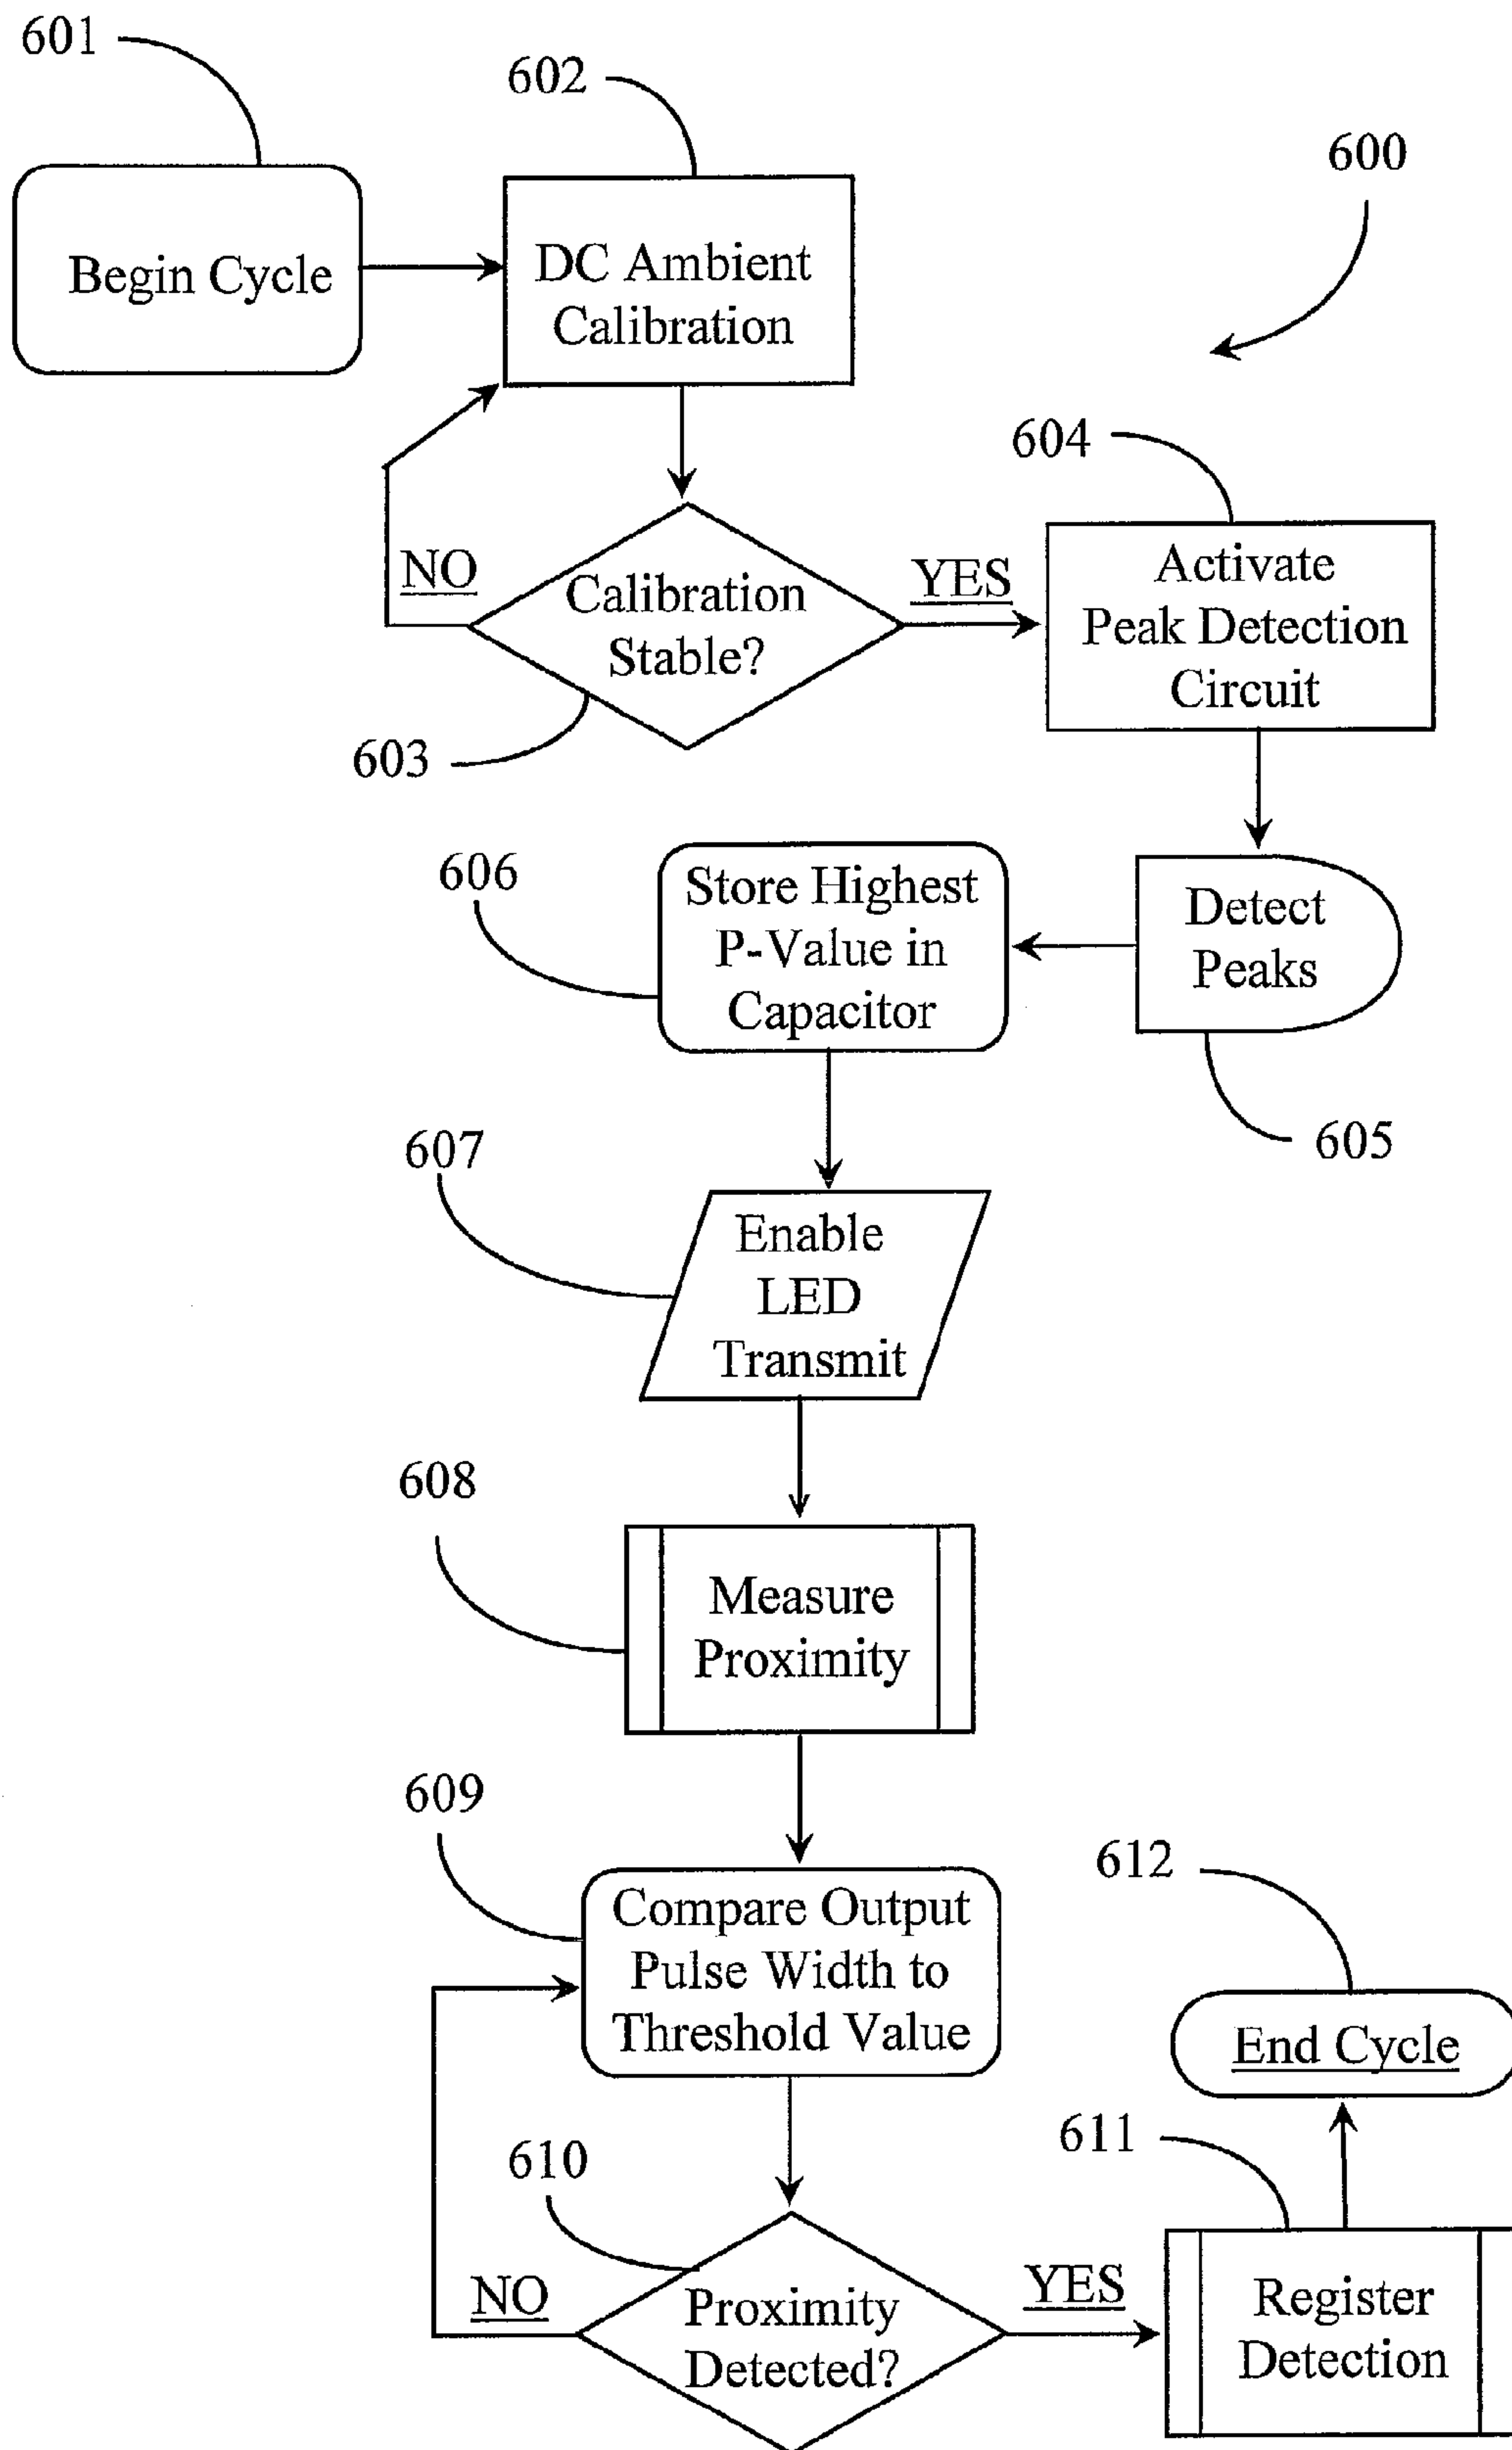 601
602
600
Begin Cycle
DC Ambient
Calibration
604
NO
Calibration
Stable?
YES
Activate
Peak Detection
Circuit
603
606
Store Highest
P-Value in
Capacitor
Detect
Peaks
605
607
Enable
LED
Transmit
608
Measure
Proximity
609
Compare Output
Pulse Width to
Threshold Value
612
End Cycle
611
610
NO
Proximity
Detected?
YES
Register
Detection